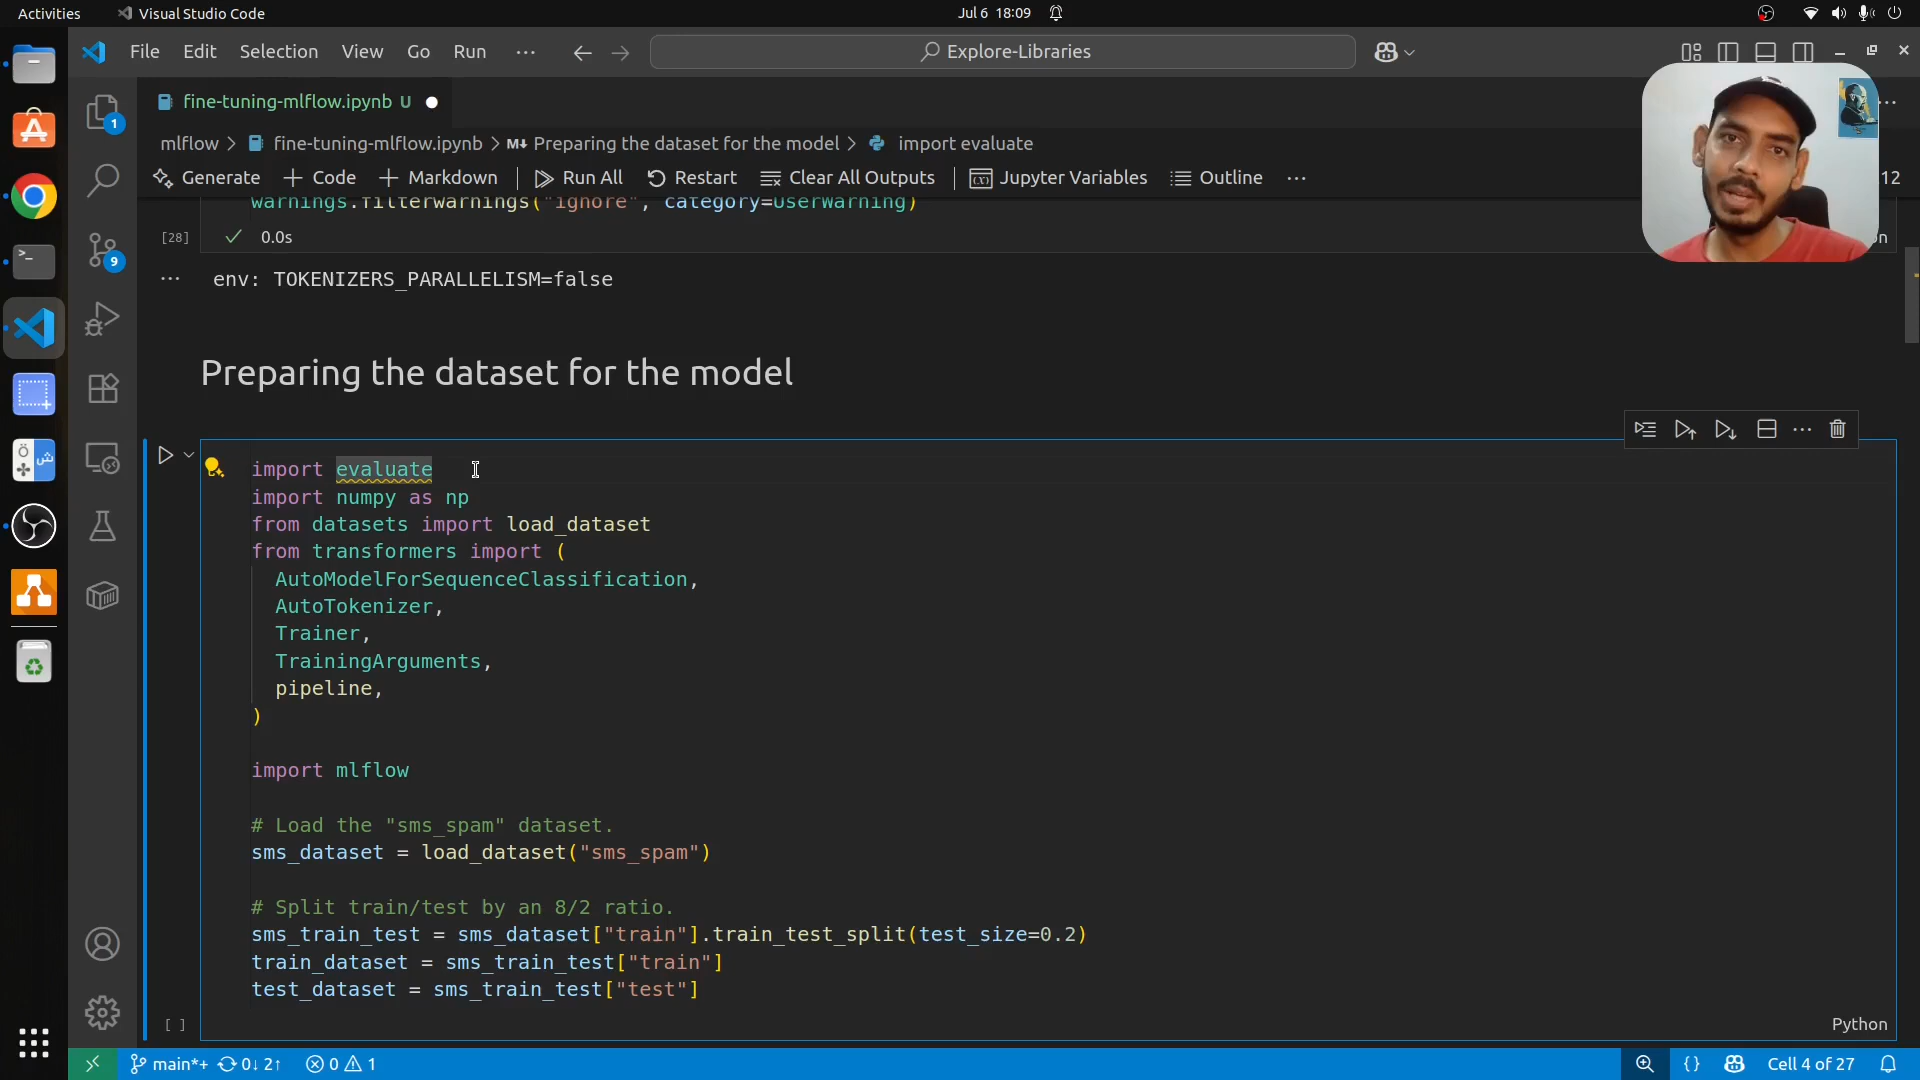 Activities Visual Studio Code Jul 6 18:09
File Edit Selection View Go Run ··· Explore-Libraries
fine-tuning-mlflow.ipynb U
mlflow > fine-tuning-mlflow.ipynb > M↓ Preparing the dataset for the model > import evaluate
Generate + Code + Markdown Run All Restart Clear All Outputs Jupyter Variables Outline ··· 12
warnings.filterwarnings("ignore", category=UserWarning)
[28] 0.0s
env: TOKENIZERS_PARALLELISM=false
Preparing the dataset for the model
import evaluate
import numpy as np
from datasets import load_dataset
from transformers import (
AutoModelForSequenceClassification,
AutoTokenizer,
Trainer,
TrainingArguments,
pipeline,
)
import mlflow
# Load the "sms_spam" dataset.
sms_dataset = load_dataset("sms_spam")
# Split train/test by an 8/2 ratio.
sms_train_test = sms_dataset["train"].train_test_split(test_size=0.2)
train_dataset = sms_train_test["train"]
test_dataset = sms_train_test["test"]
[ ] Python
main*+ 0↓ 2↑ 0 1 {} Cell 4 of 27
1
9